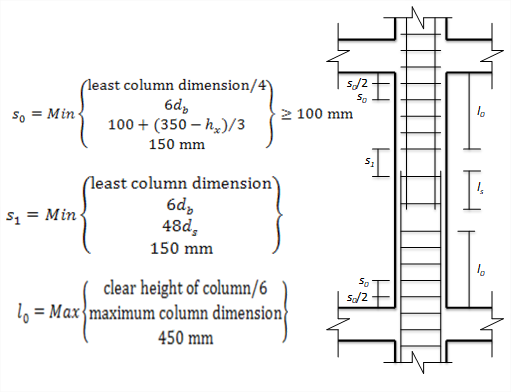 s₀ = Min {least column dimension/4
6d_b
100 + (350 − hₓ)/3
150 mm} ≥ 100 mm
s₁ = Min {least column dimension
6d_b
48d_s
150 mm}
l₀ = Max {clear height of column/6
maximum column dimension
450 mm}
s₀/2
s₀
l₀
s₁
lₛ
l₀
s₀
s₀/2